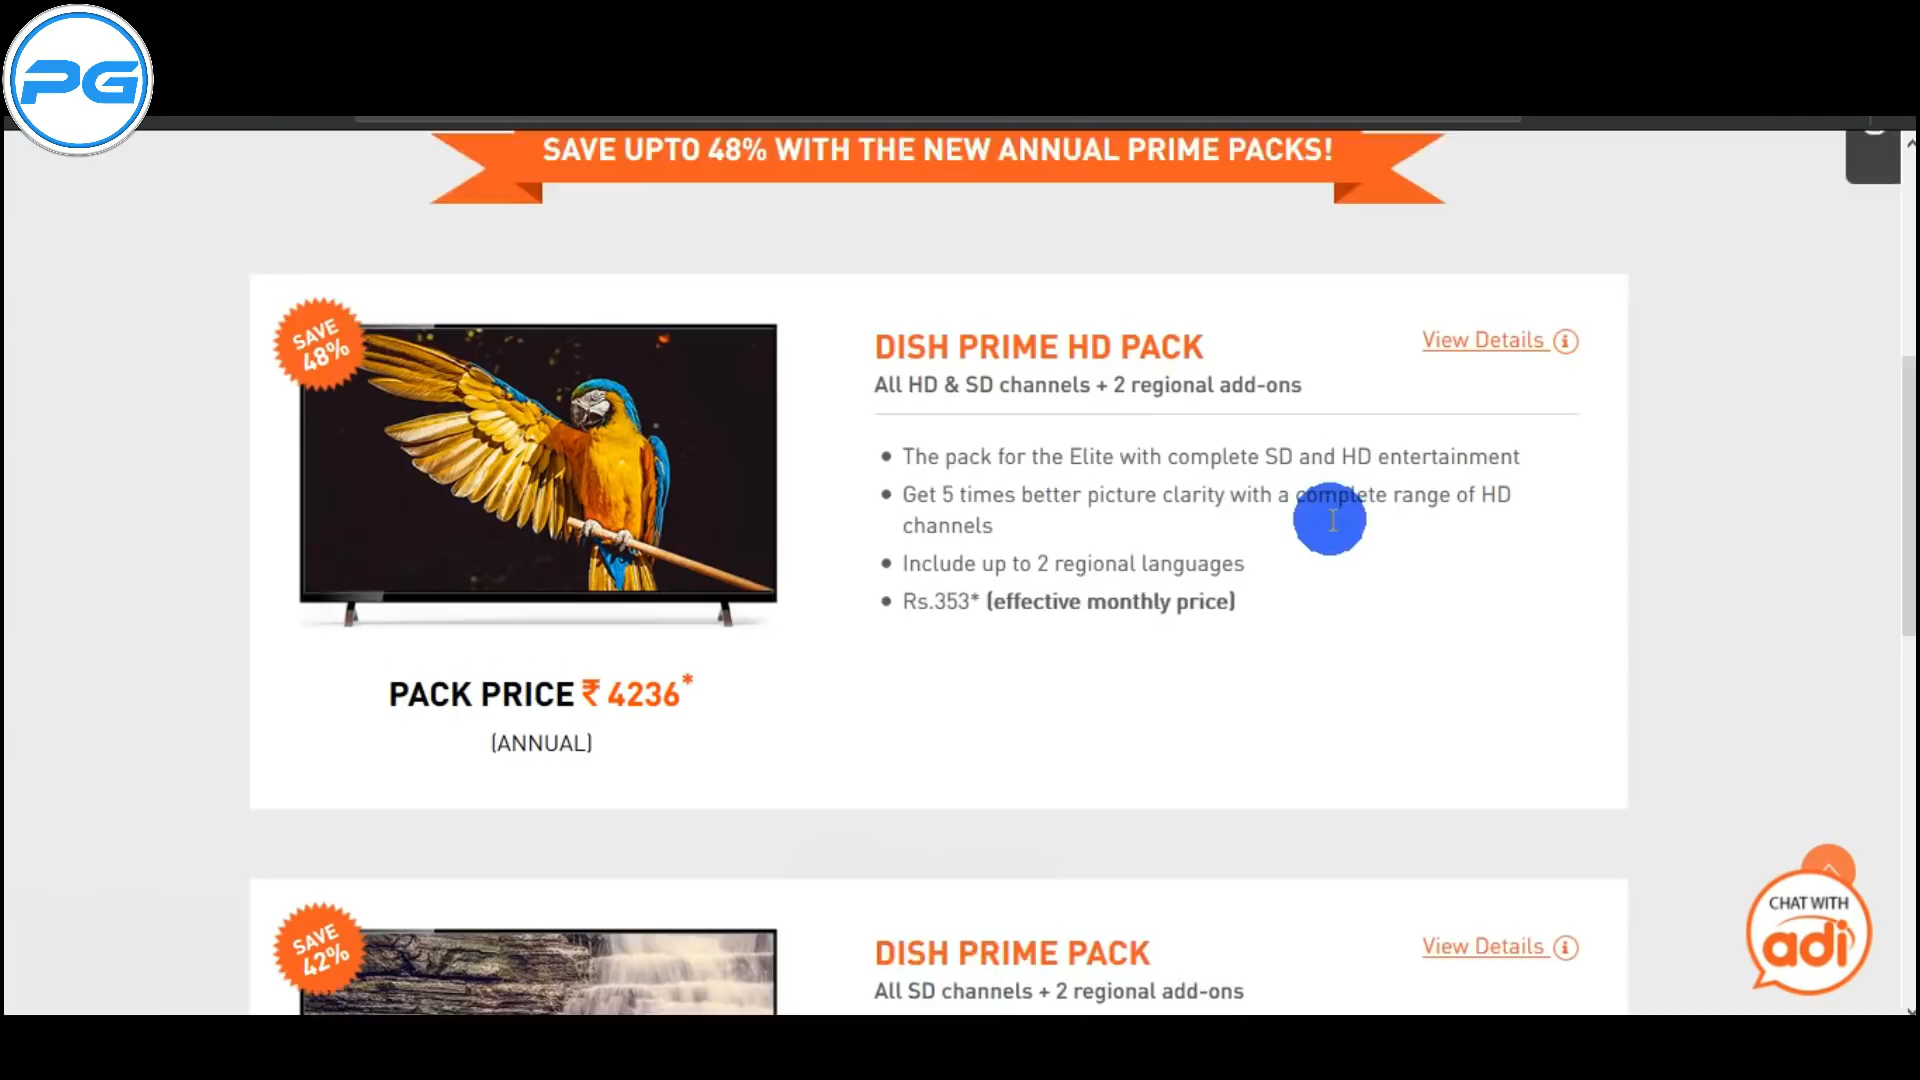 PG
SAVE UPTO 48% WITH THE NEW ANNUAL PRIME PACKS!
SAVE
48%
DISH PRIME HD PACK
View Details i
All HD & SD channels + 2 regional add-ons
• The pack for the Elite with complete SD and HD entertainment
• Get 5 times better picture clarity with a complete range of HD
channels
• Include up to 2 regional languages
• Rs.353* (effective monthly price)
PACK PRICE ₹ 4236*
(ANNUAL)
SAVE
42%
DISH PRIME PACK
View Details i
All SD channels + 2 regional add-ons
CHAT WITH
adi